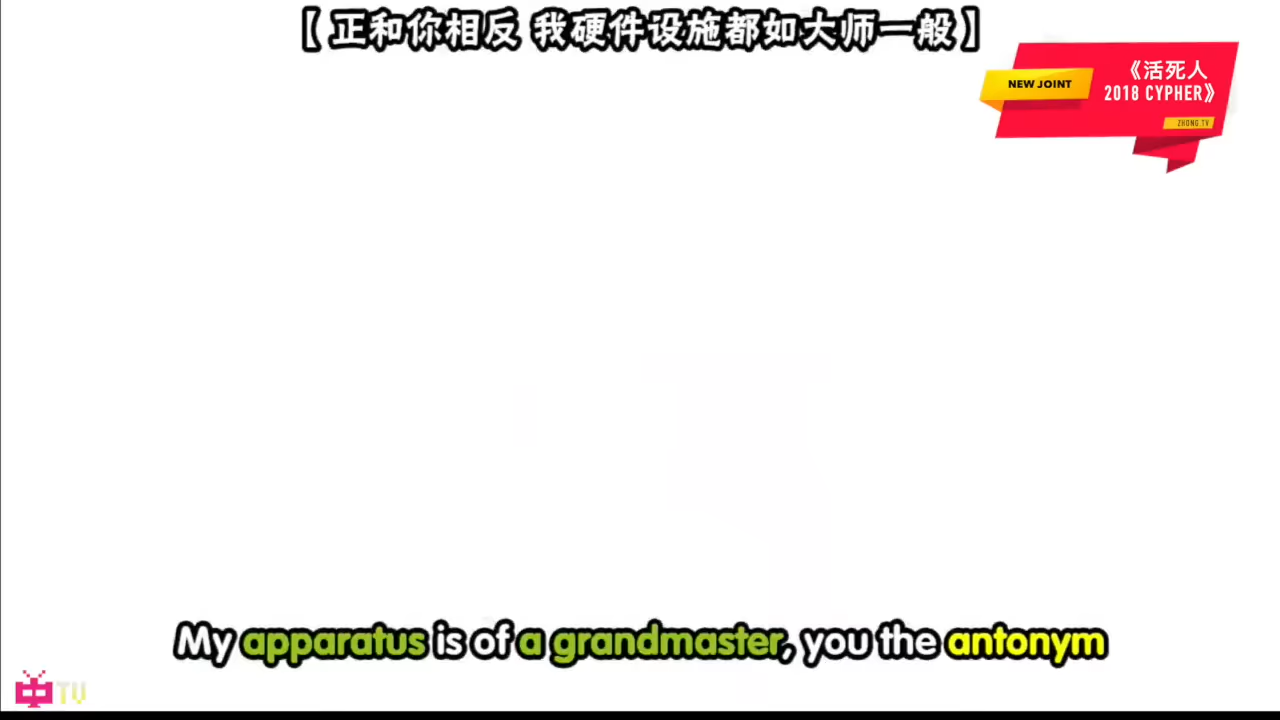 【正和你相反 我硬件设施都如大师一般】
NEW JOINT
《活死人
2018 CYPHER》
ZHONG.TV
My apparatus is of a grandmaster, you the antonym
中TV